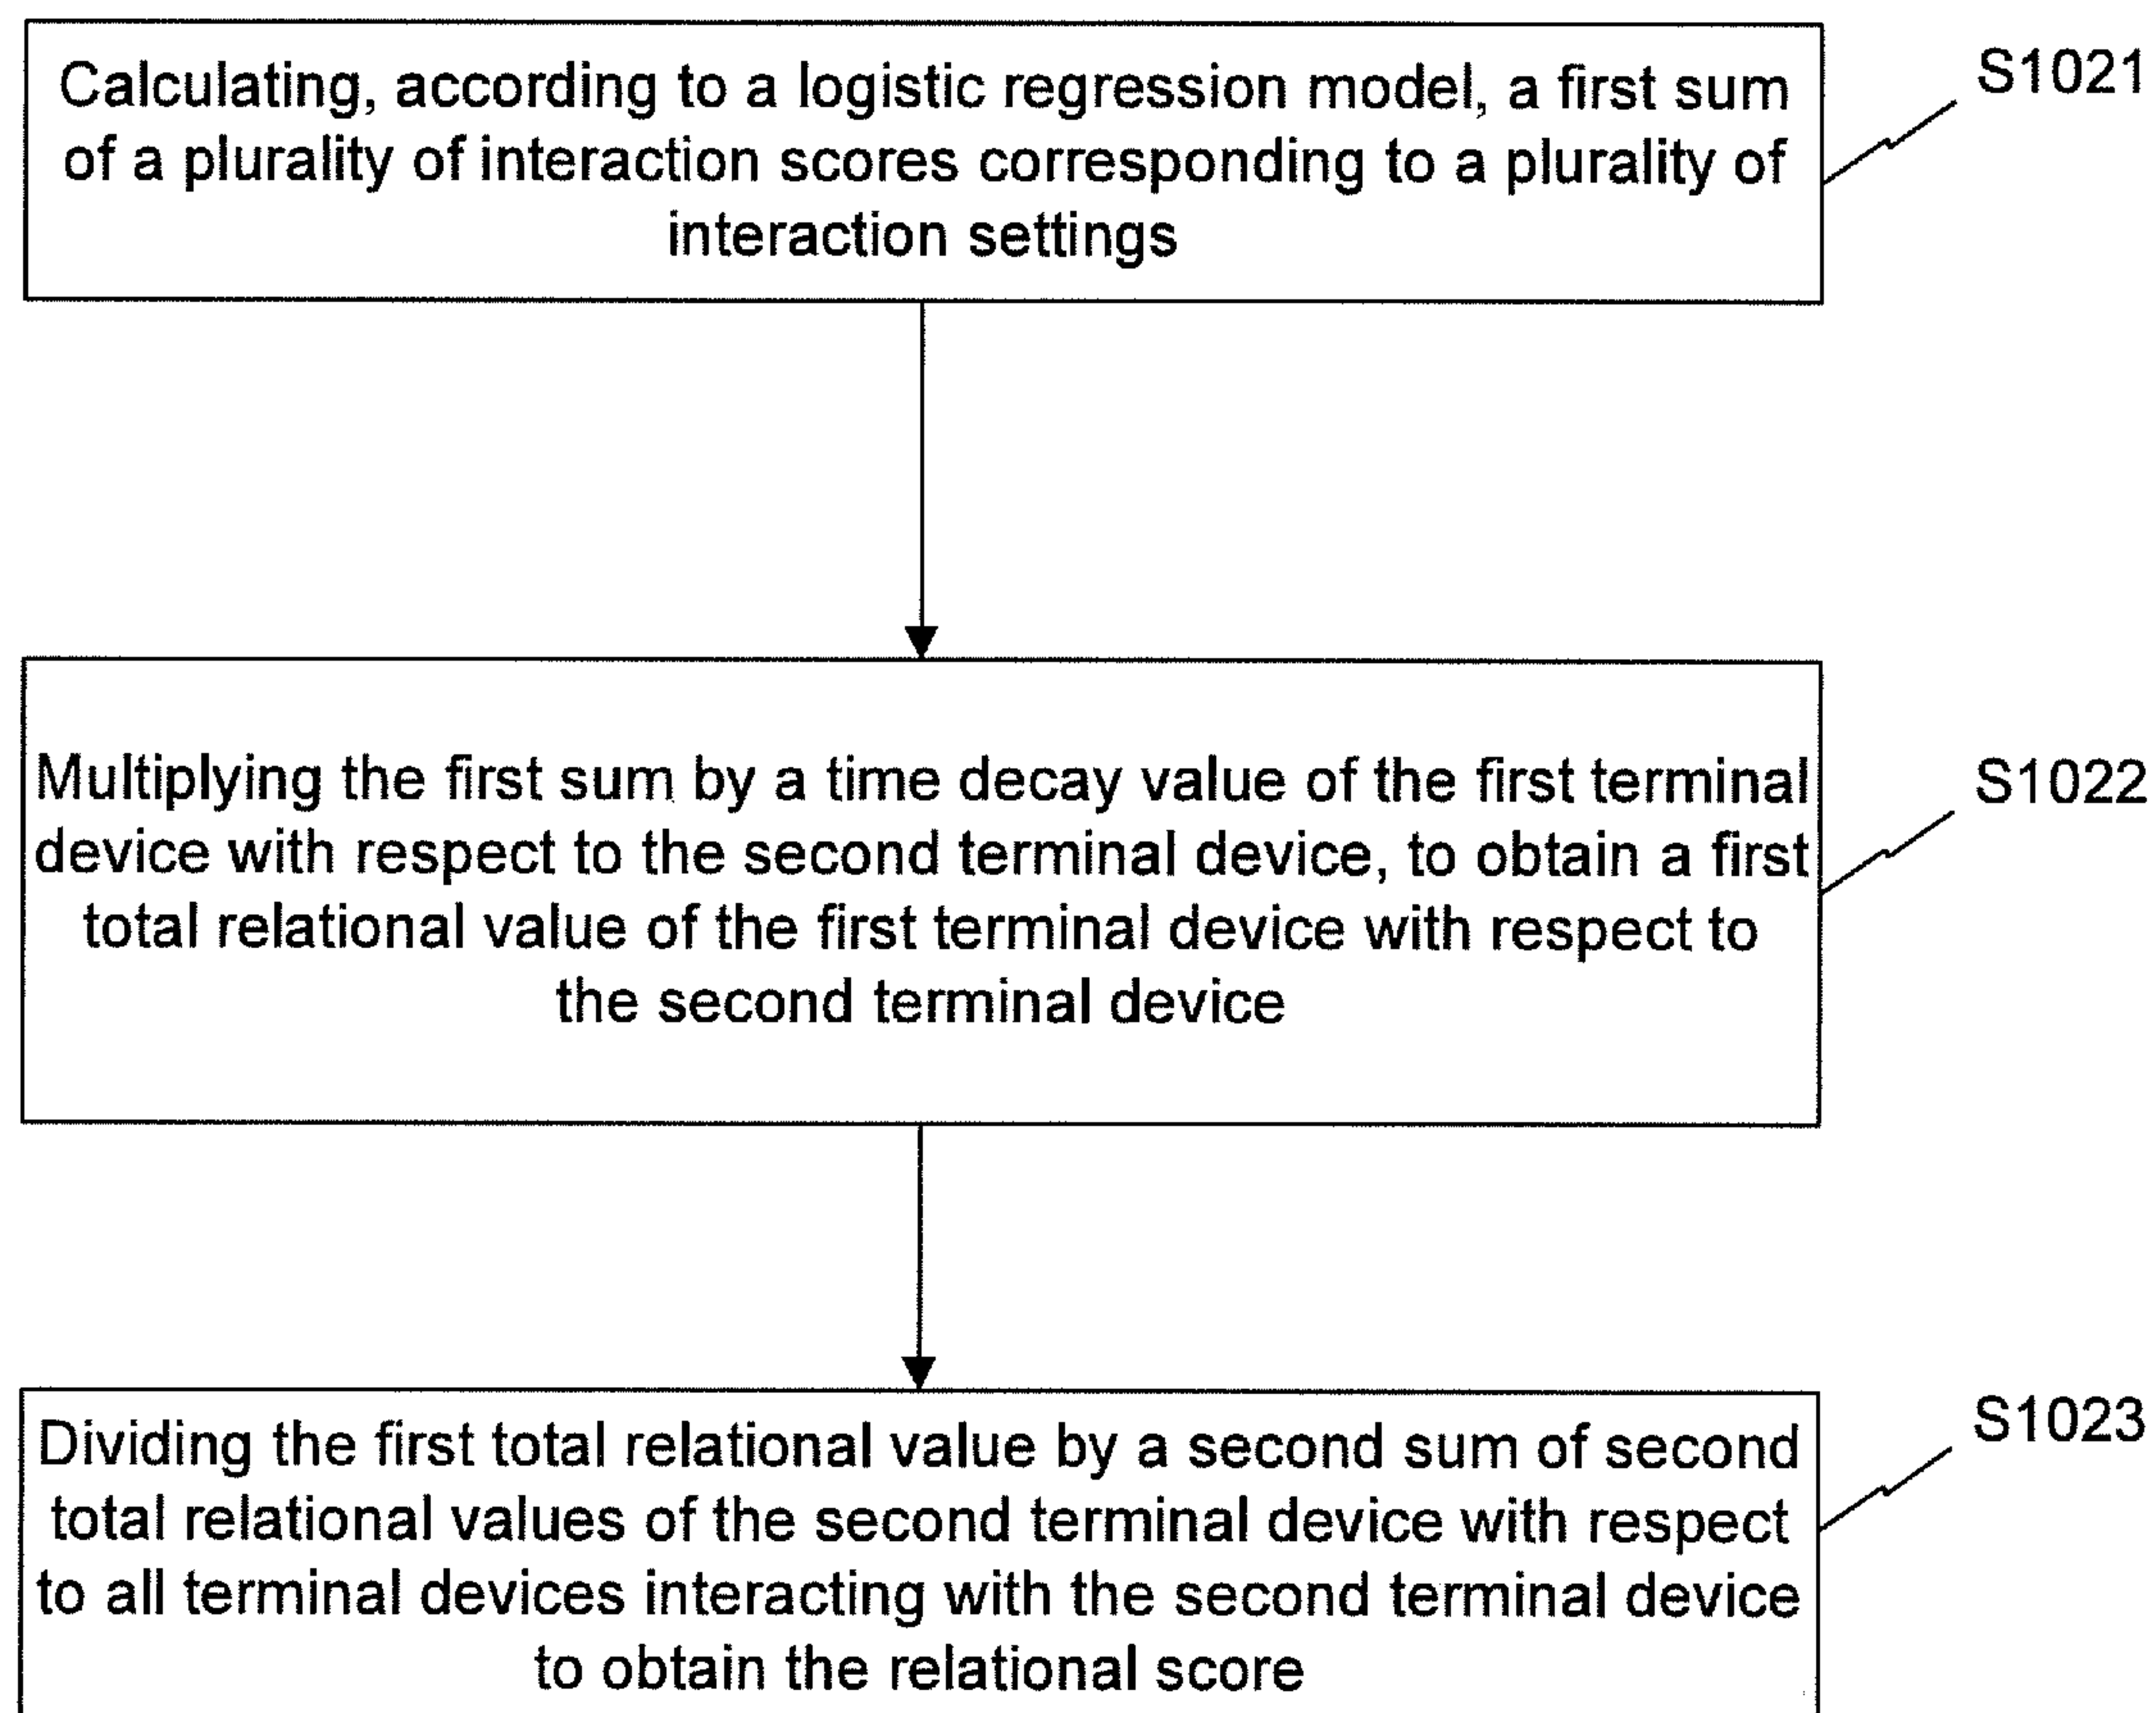 Calculating, according to a logistic regression model, a first sum
of a plurality of interaction scores corresponding to a plurality of
interaction settings
S1021
Multiplying the first sum by a time decay value of the first terminal
device with respect to the second terminal device, to obtain a first
total relational value of the first terminal device with respect to
the second terminal device
S1022
Dividing the first total relational value by a second sum of second
total relational values of the second terminal device with respect
to all terminal devices interacting with the second terminal device
to obtain the relational score
S1023